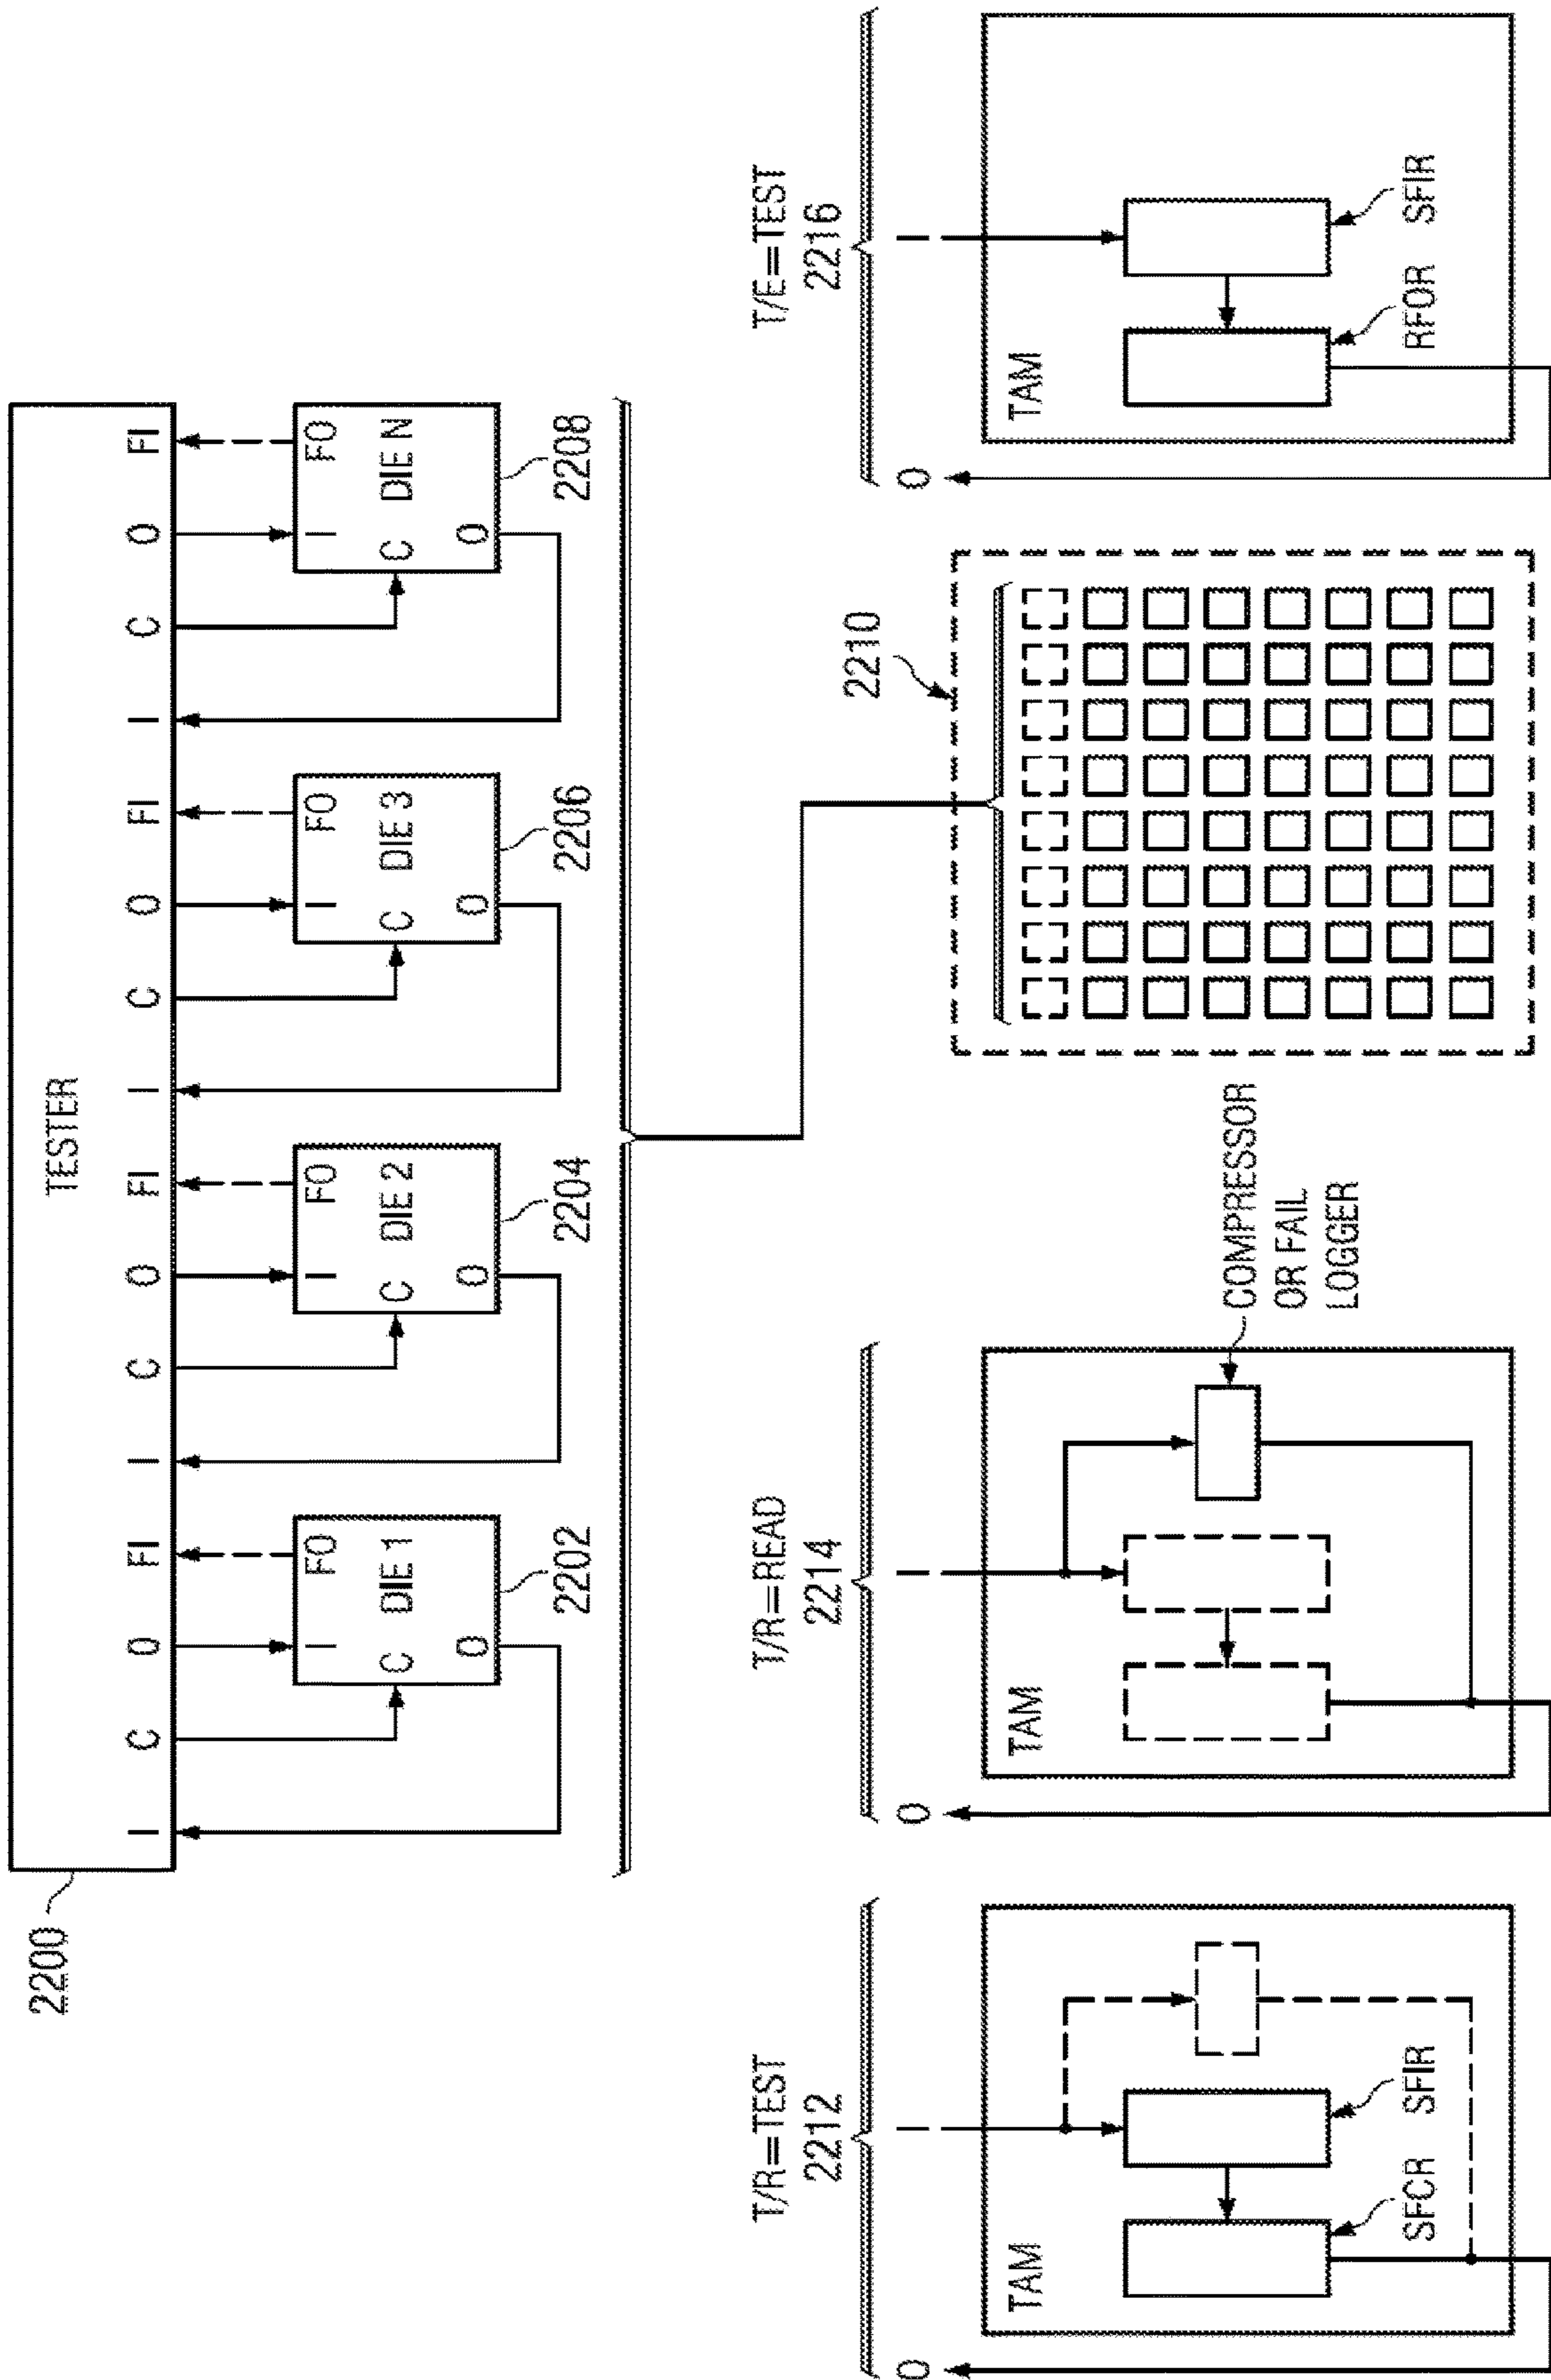 TESTER
2200
I C O FI I C O FI I C O FI I C O FI
I FO
C DIE 1
O
2202
I FO
C DIE 2
O
2204
I FO
C DIE 3
O
2206
I FO
C DIE N
O
2208
T/R=TEST
2212
O
TAM
SFCR SFIR
T/R=READ
2214
O
TAM
COMPRESSOR
OR FAIL
LOGGER
2210
T/E=TEST
2216
O
TAM
RFOR SFIR